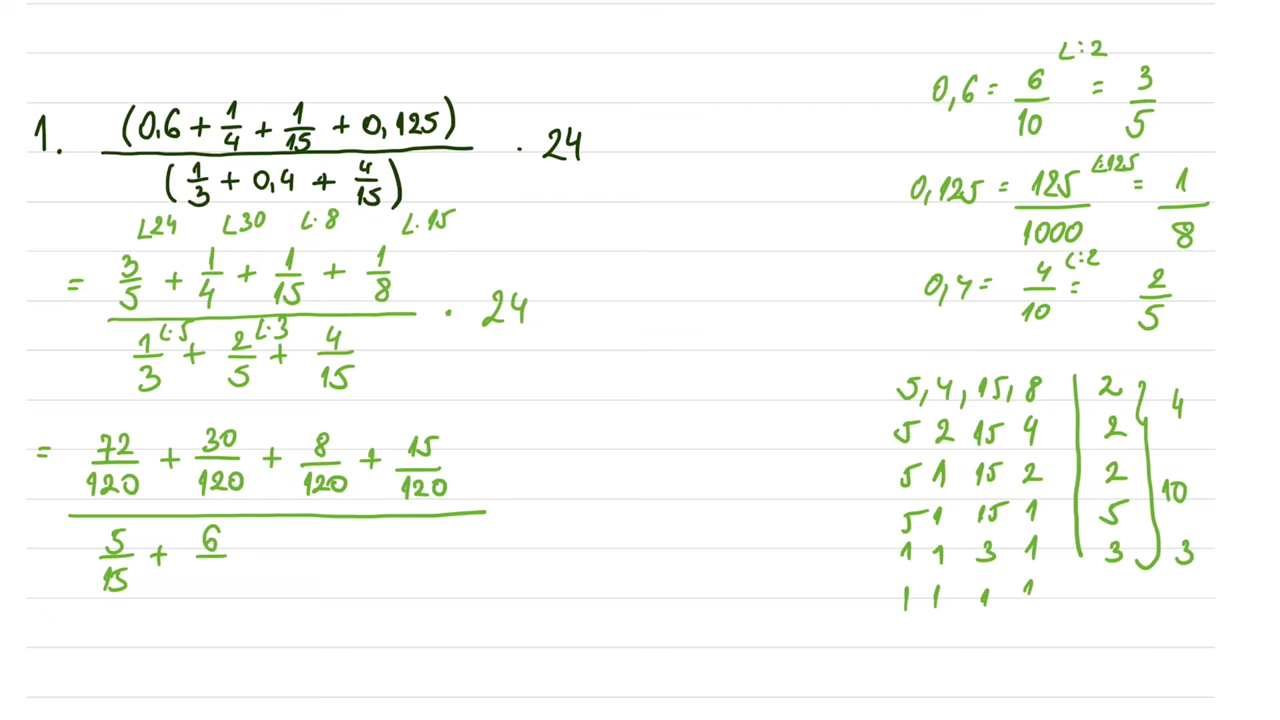 1. (0,6 + 1/4 + 1/15 + 0,125) / (1/3 + 0,4 + 4/15) · 24
L24 L30 L·8 L·15
= (3/5 + 1/4 + 1/15 + 1/8) / (1/3 + 2/5 + 4/15) · 24
L·5 L·3
= (72/120 + 30/120 + 8/120 + 15/120) / (5/15 + 6/
L:2
0,6 = 6/10 = 3/5
L:125
0,125 = 125/1000 = 1/8
L:2
0,4 = 4/10 = 2/5
5, 4, 15, 8 | 2 4
5 2 15 4 | 2
5 1 15 2 | 2 10
5 1 15 1 | 5
1 1 3 1 | 3 3
1 1 1 1